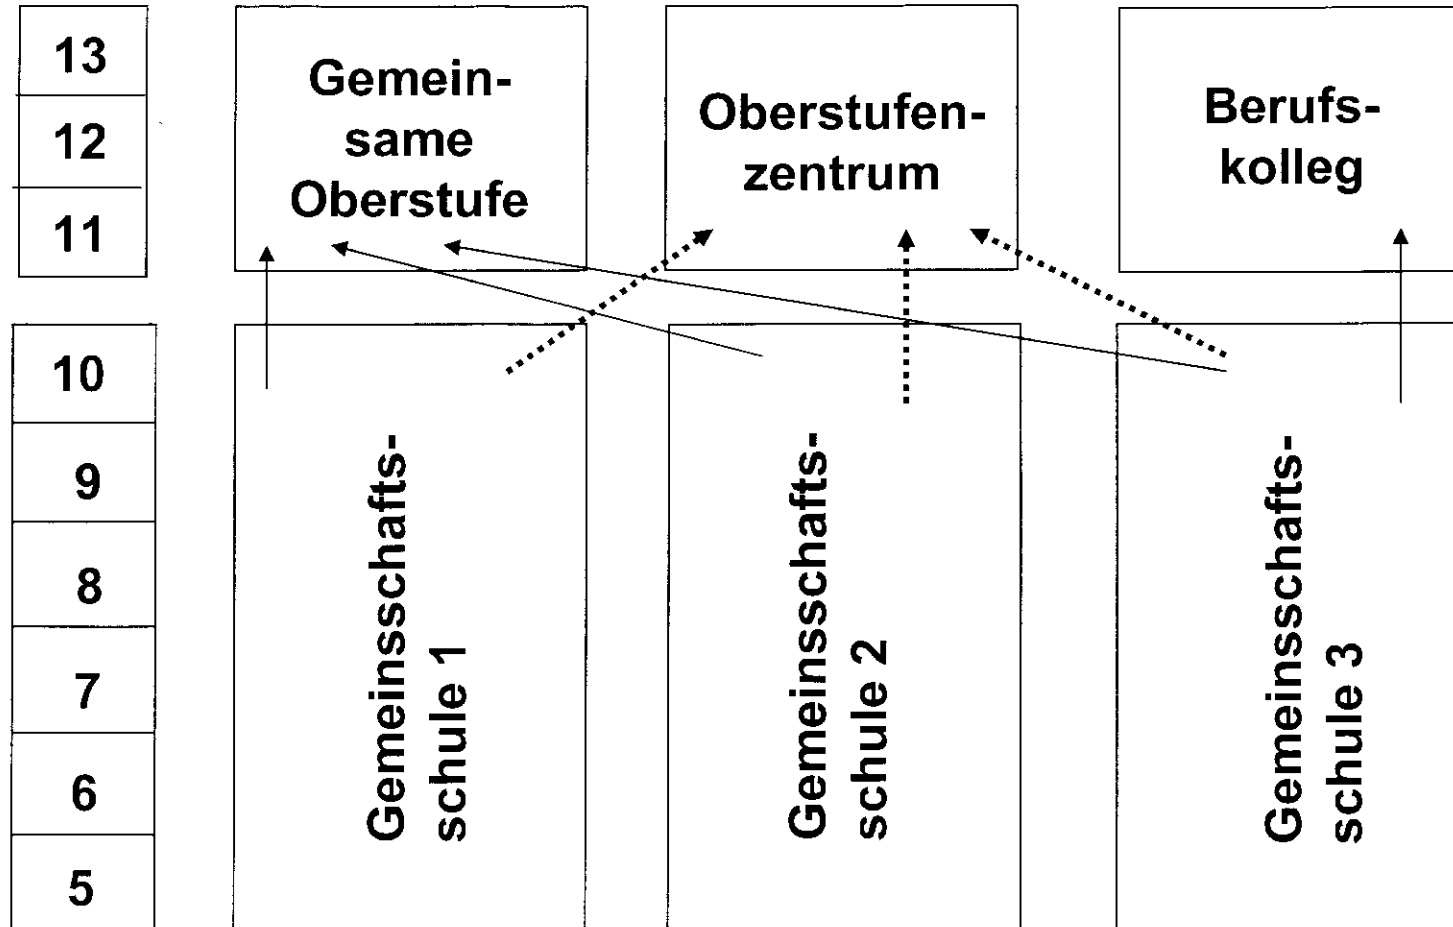 13
12
11
Gemein-
same
Oberstufe
Oberstufen-
zentrum
Berufs-
kolleg
10
9
8
7
6
5
Gemeinsschafts-
schule 1
Gemeinsschafts-
schule 2
Gemeinsschafts-
schule 3